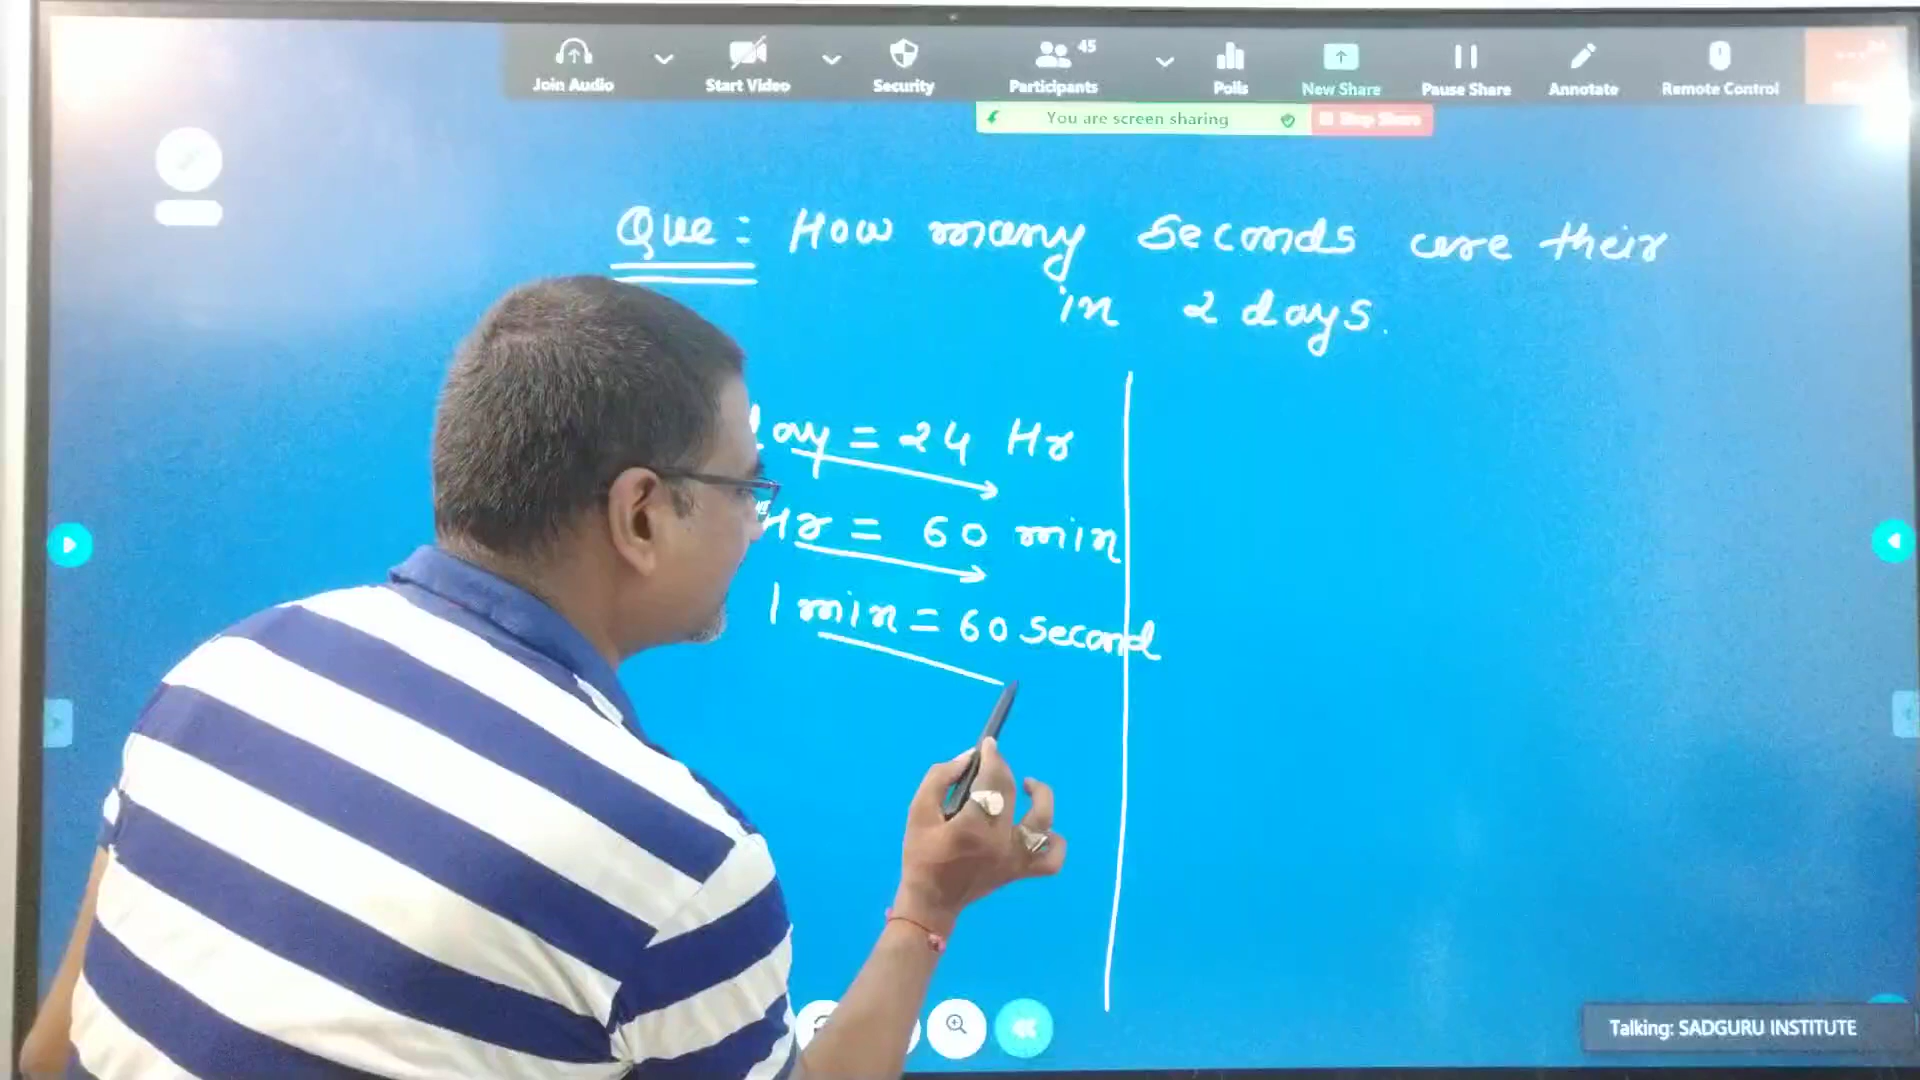 Join Audio Start Video Security Participants 45 Polls New Share Pause Share Annotate Remote Control
You are screen sharing Stop Share
Que: How many Seconds are their
in 2 days.
day = 24 Hr
Hr = 60 min
1 min = 60 Second
Talking: SADGURU INSTITUTE